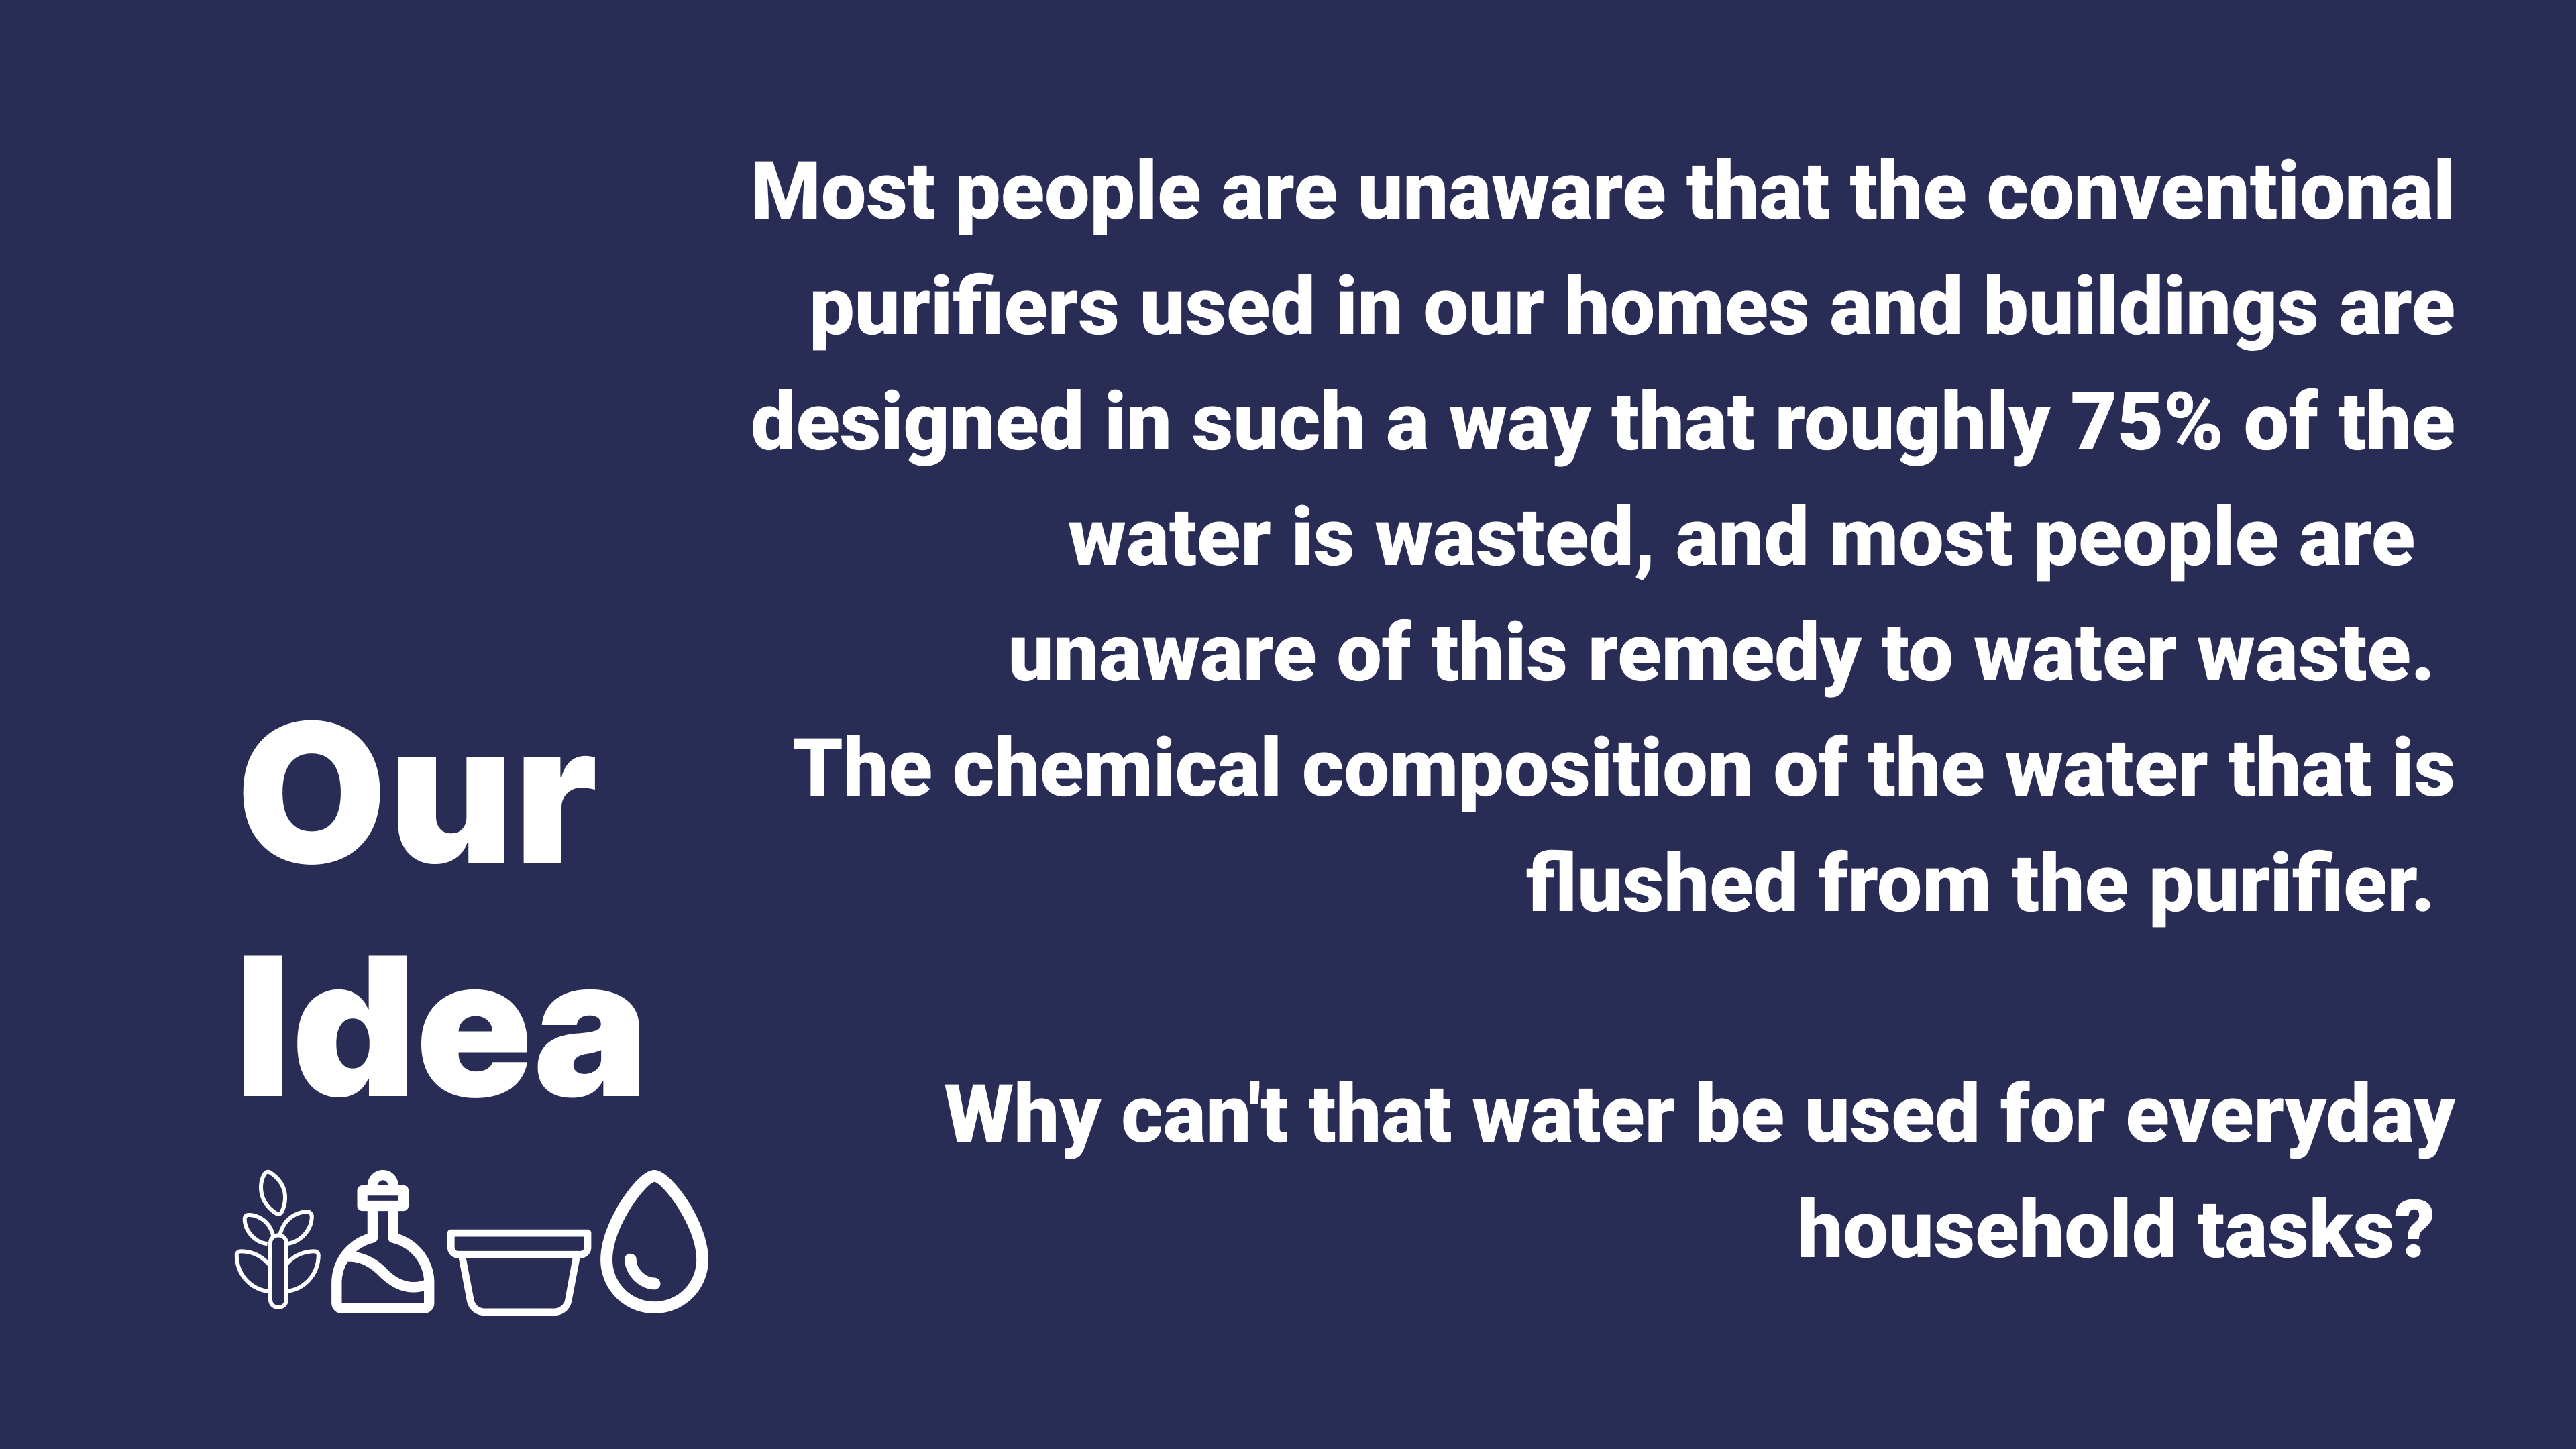 Our
Idea
Most people are unaware that the conventional
purifiers used in our homes and buildings are
designed in such a way that roughly 75% of the
water is wasted, and most people are
unaware of this remedy to water waste.
The chemical composition of the water that is
flushed from the purifier.
Why can't that water be used for everyday
household tasks?